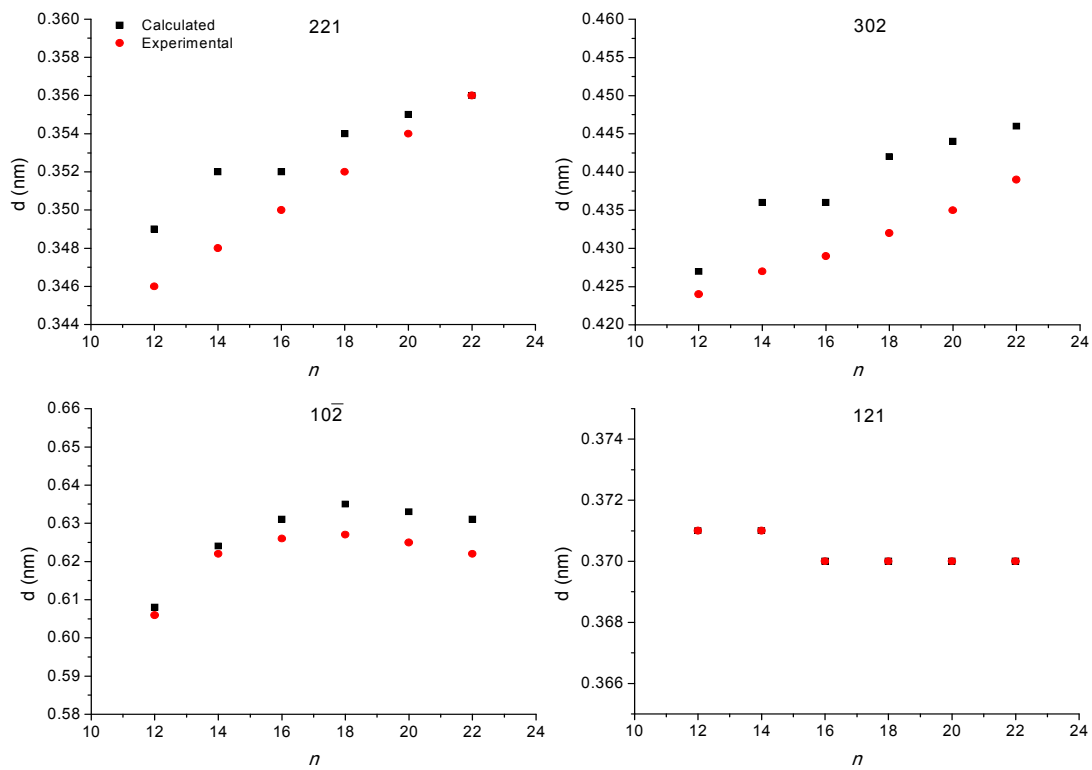 221
Calculated
Experimental
0.360
0.358
0.356
0.354
0.352
0.350
0.348
0.346
0.344
d (nm)
10 12 14 16 18 20 22 24
n
302
0.460
0.455
0.450
0.445
0.440
0.435
0.430
0.425
0.420
d (nm)
10 12 14 16 18 20 22 24
n
102̅
0.66
0.65
0.64
0.63
0.62
0.61
0.60
0.59
0.58
d (nm)
10 12 14 16 18 20 22 24
n
121
0.374
0.372
0.370
0.368
0.366
d (nm)
10 12 14 16 18 20 22 24
n